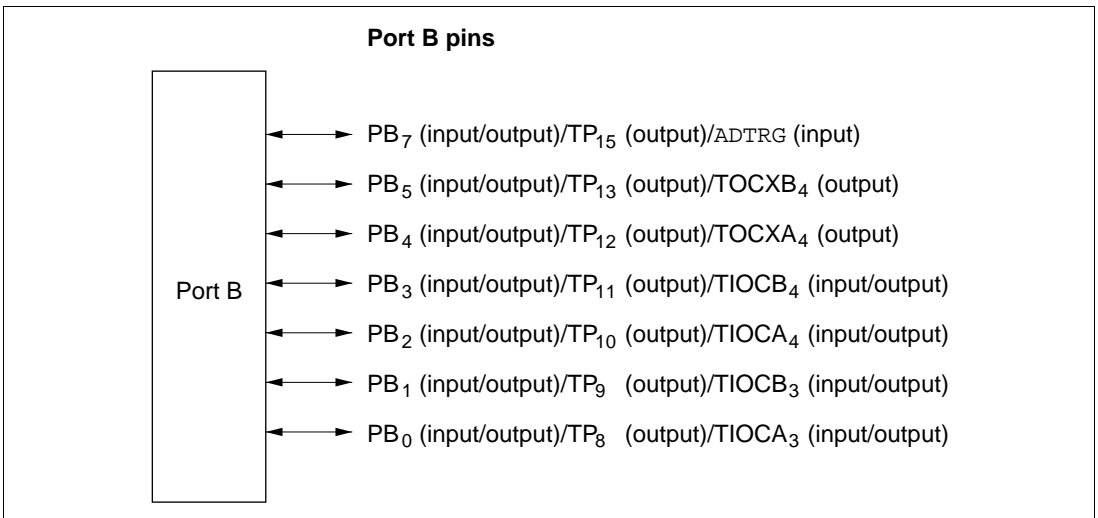 Port B pins
PB₇ (input/output)/TP₁₅ (output)/ADTRG (input)
PB₅ (input/output)/TP₁₃ (output)/TOCXB₄ (output)
PB₄ (input/output)/TP₁₂ (output)/TOCXA₄ (output)
Port B
PB₃ (input/output)/TP₁₁ (output)/TIOCB₄ (input/output)
PB₂ (input/output)/TP₁₀ (output)/TIOCA₄ (input/output)
PB₁ (input/output)/TP₉ (output)/TIOCB₃ (input/output)
PB₀ (input/output)/TP₈ (output)/TIOCA₃ (input/output)